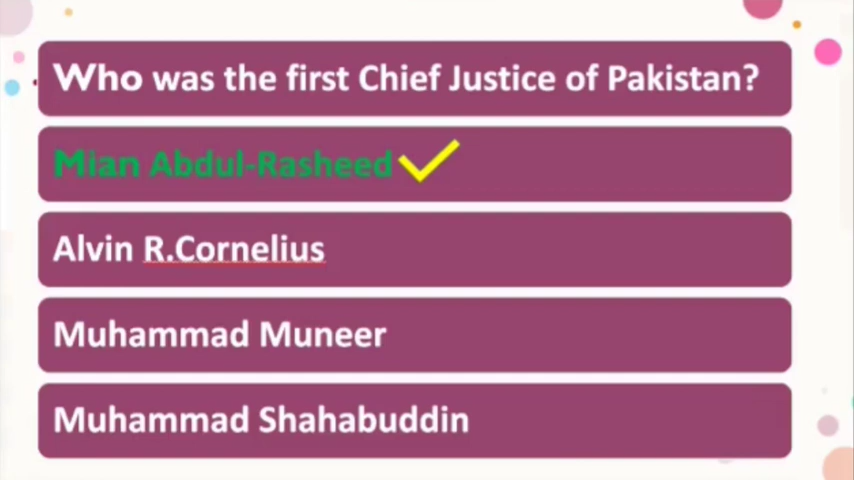 Who was the first Chief Justice of Pakistan?
Mian Abdul-Rasheed
Alvin R.Cornelius
Muhammad Muneer
Muhammad Shahabuddin